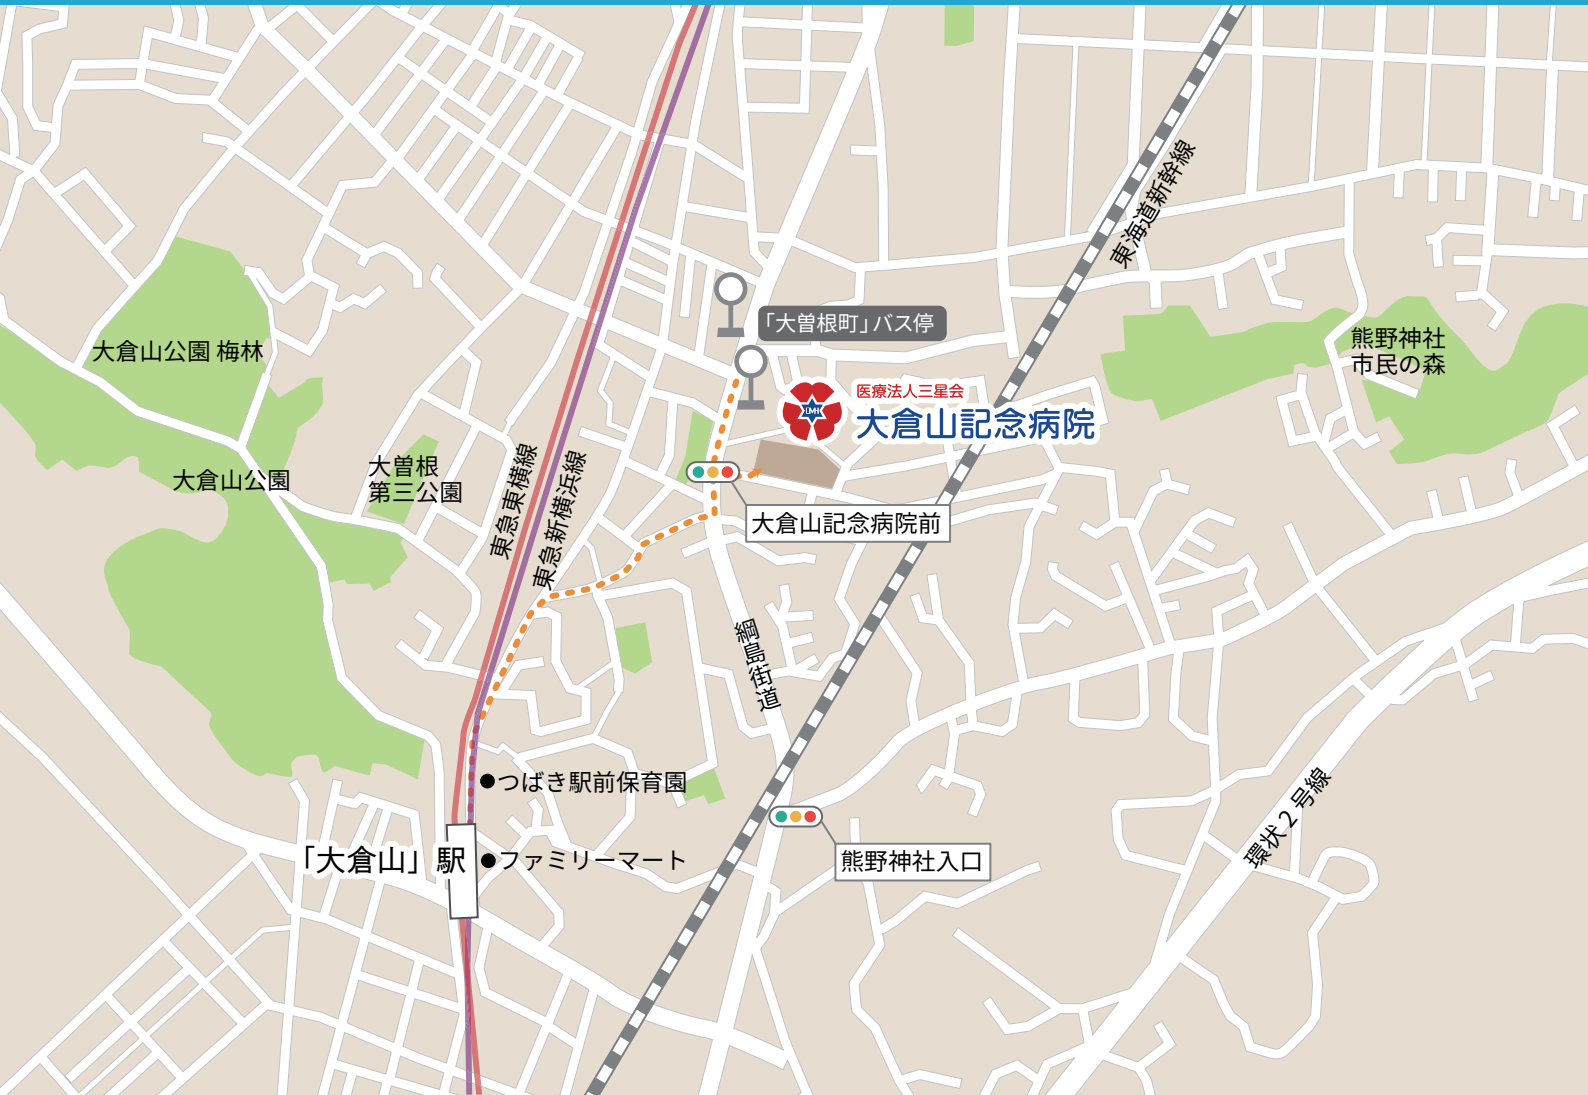 東海道新幹線
「大曽根町」バス停
熊野神社
市民の森
大倉山公園 梅林
医療法人三星会
LMH
大倉山記念病院
大倉山公園
大曽根
第三公園
東急東横線
東急新横浜線
大倉山記念病院前
綱島街道
つばき駅前保育園
環状2号線
「大倉山」駅
ファミリーマート
熊野神社入口